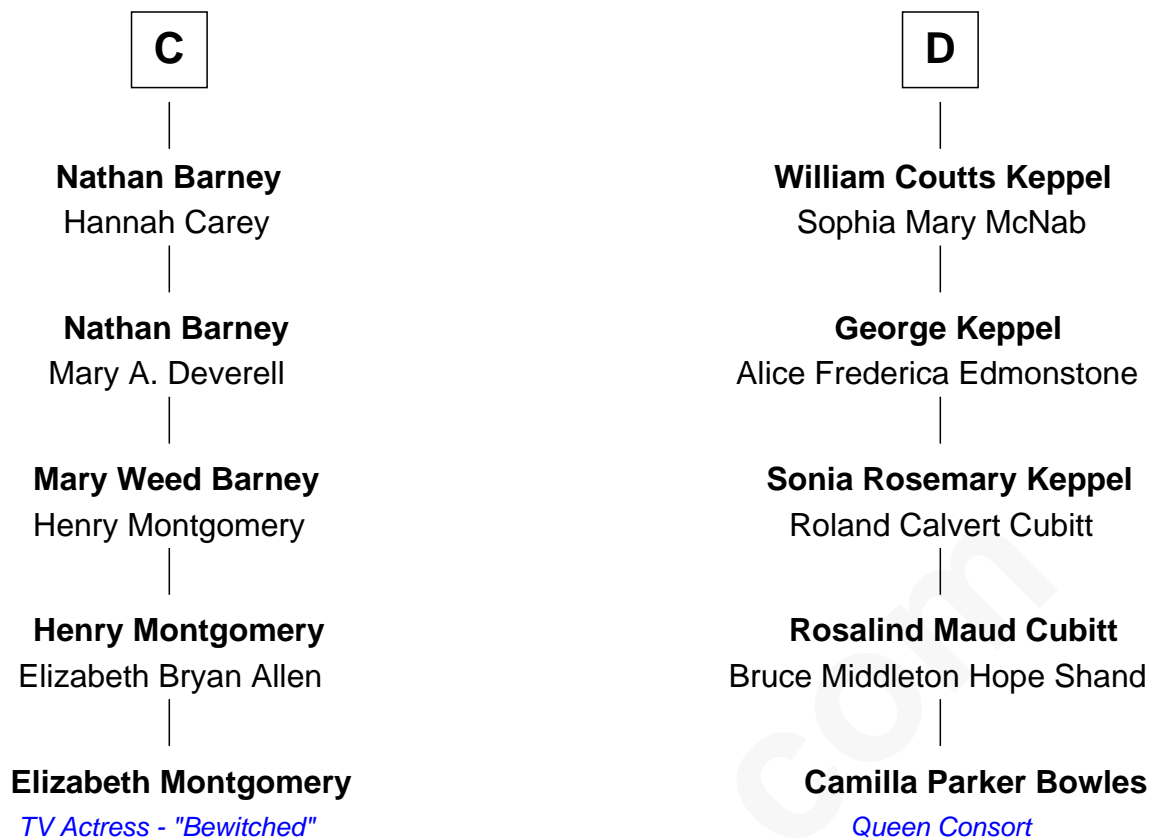 C
Nathan Barney
Hannah Carey
Nathan Barney
Mary A. Deverell
Mary Weed Barney
Henry Montgomery
Henry Montgomery
Elizabeth Bryan Allen
Elizabeth Montgomery
TV Actress - "Bewitched"
D
William Coutts Keppel
Sophia Mary McNab
George Keppel
Alice Frederica Edmonstone
Sonia Rosemary Keppel
Roland Calvert Cubitt
Rosalind Maud Cubitt
Bruce Middleton Hope Shand
Camilla Parker Bowles
Queen Consort
com